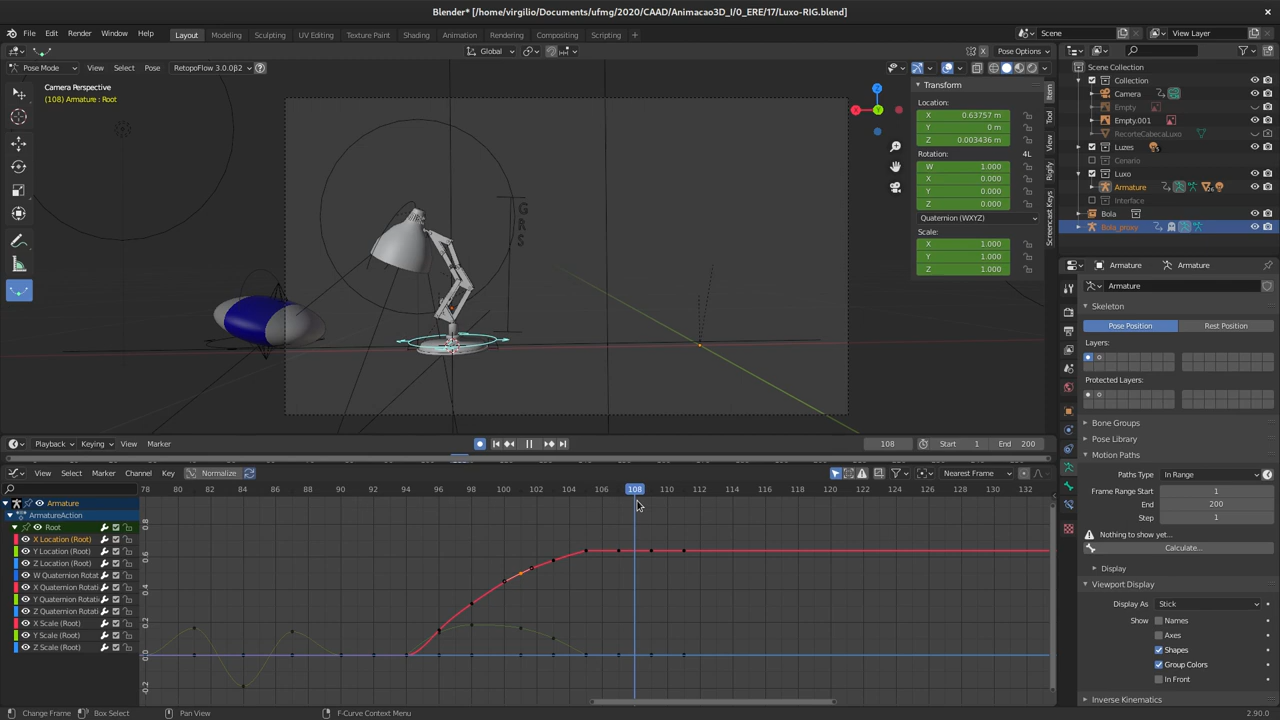 Blender* [/home/virgilio/Documents/ufmg/2020/CAAD/Animacao3D_I/0_ERE/17/Luxo-RIG.blend]
File Edit Render Window Help Layout Modeling Sculpting UV Editing Texture Paint Shading Animation Rendering Compositing Scripting Scene View Layer
Global Pose Options
Pose Mode View Select Pose RetopoFlow 3.0.0β2
Camera Perspective
(108) Armature : Root
G
R
S
Z
X
Y
Transform
Location:
X 0.63757 m
Y 0 m
Z 0.003436 m
Rotation: 4L
W 1.000
X 0.000
Y 0.000
Z 0.000
Quaternion (WXYZ)
Scale:
X 1.000
Y 1.000
Z 1.000
Item
Tool
View
Rigify
Screencast Keys
Scene Collection
Collection
Camera
Empty
Empty.001
RecorteCabecaLuxo
Luzes
Cenario
Luxo
Armature
Interface
Bola
Bola_proxy
Armature Armature
Armature
Skeleton
Pose Position Rest Position
Layers:
Protected Layers:
Bone Groups
Pose Library
Motion Paths
Paths Type In Range
Frame Range Start 1
End 200
Step 1
Nothing to show yet...
Calculate...
Display
Viewport Display
Display As Stick
Show Names
Axes
Shapes
Group Colors
In Front
Inverse Kinematics
Playback Keying View Marker 108 Start 1 End 200
View Select Marker Channel Key Normalize Nearest Frame
78 80 82 84 86 88 90 92 94 96 98 100 102 104 106 108 110 112 114 116 118 120 122 124 126 128 130 132
Armature
ArmatureAction
Root
X Location (Root)
Y Location (Root)
Z Location (Root)
W Quaternion Rotat
X Quaternion Rotati
Y Quaternion Rotati
Z Quaternion Rotati
X Scale (Root)
Y Scale (Root)
Z Scale (Root)
0.8
0.6
0.4
0.2
0.0
-0.2
Change Frame Box Select Pan View F-Curve Context Menu 2.90.0